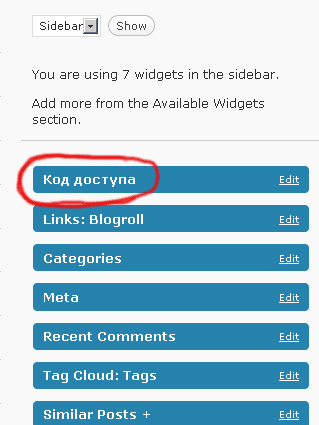 Sidebar Show
You are using 7 widgets in the sidebar.
Add more from the Available Widgets
section.
Код доступа Edit
Links: Blogroll Edit
Categories Edit
Meta Edit
Recent Comments Edit
Tag Cloud: Tags Edit
Similar Posts + Edit